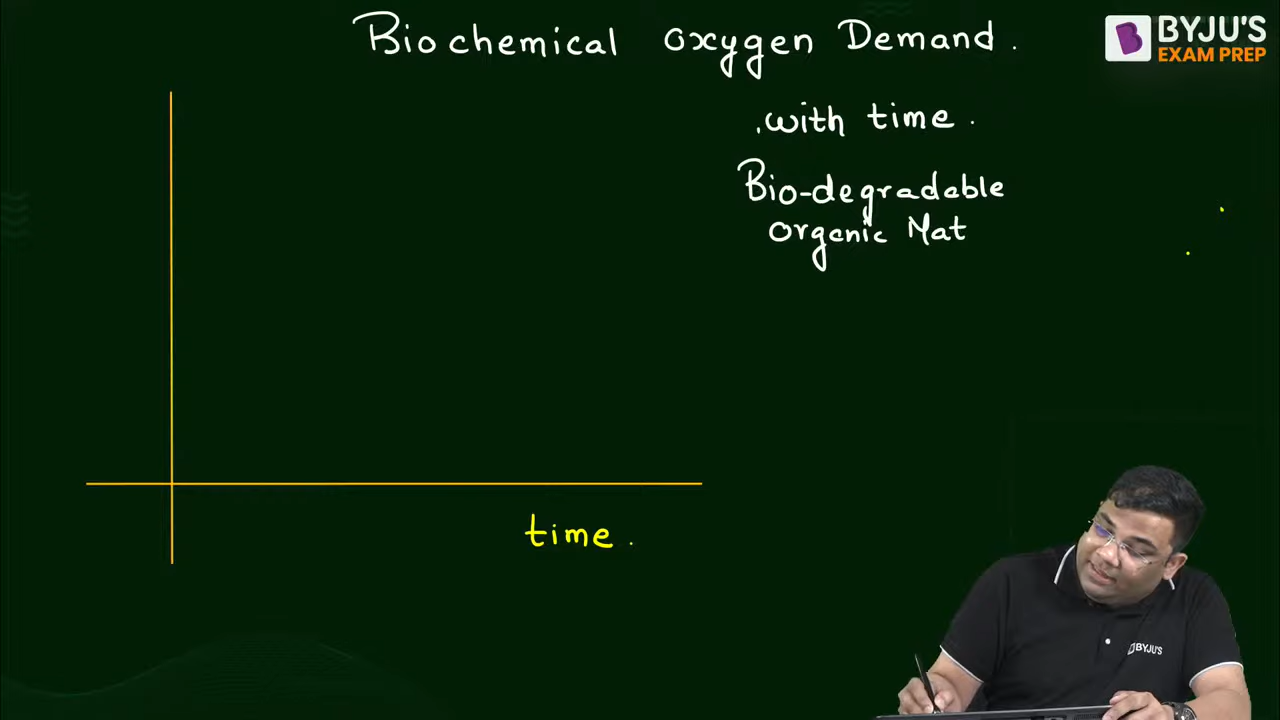 Biochemical oxygen Demand.
BYJU'S
EXAM PREP
.with time.
Bio-degradable
organic Mat
time.
BYJU'S